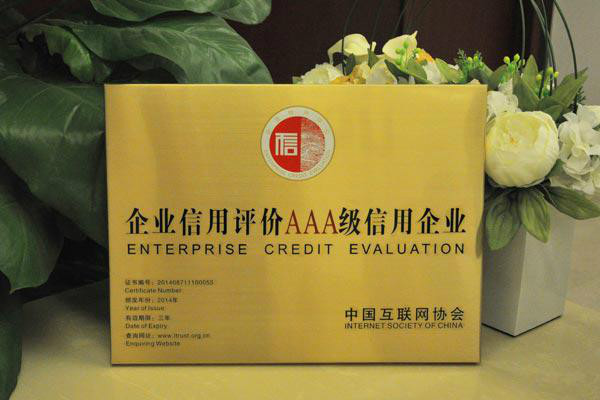 信
企业信用评价AAA级信用企业
ENTERPRISE CREDIT EVALUATION
证书编号：201408711100055
Certificate Number
颁发年份：2014年
Year of Issue
有效期限：三年
Date of Expiry
查询网址：www.itrust.org.cn
Enquiring Website
中国互联网协会
INTERNET SOCIETY OF CHINA